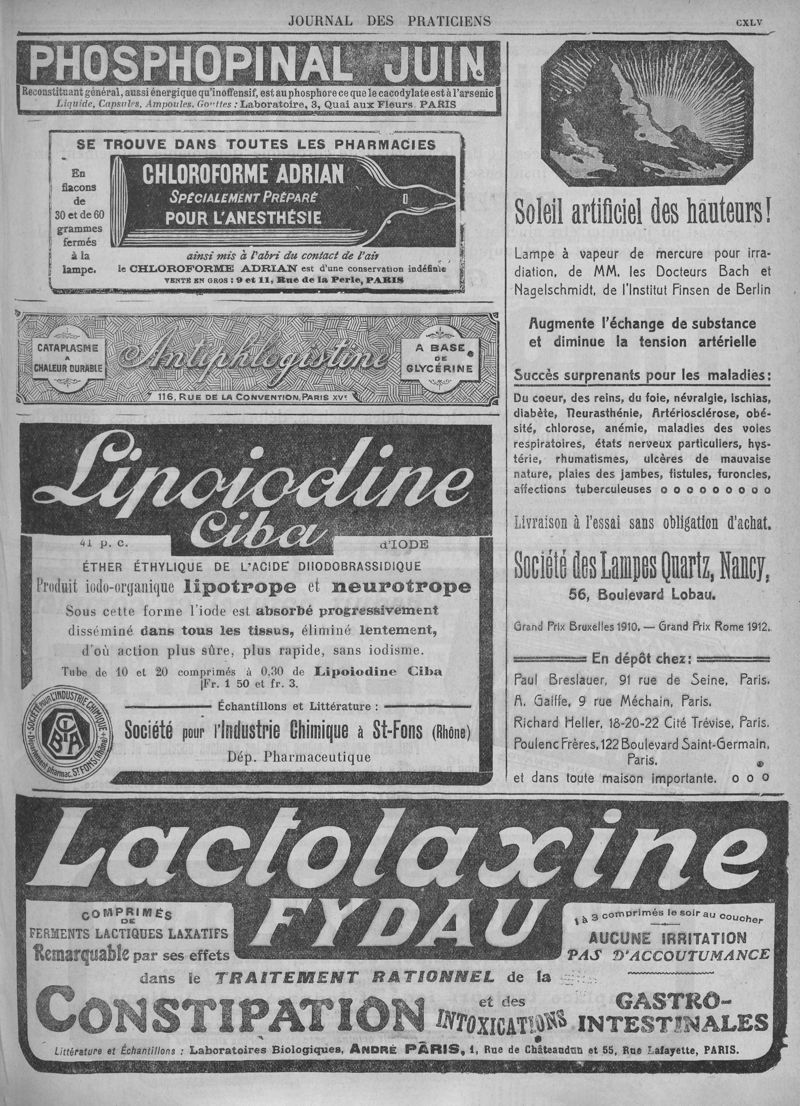 JOURNAL DES PRATICIENS
CXLV
PHOSPHOPINAL JUIN
Reconstituant général, aussi énergique qu'inoffensif, est au phosphore ce que le cacodylate est à l'arsenic
Liquide, Capsules, Ampoules, Gouttes : Laboratoire, 3, Quai aux Fleurs. PARIS
SE TROUVE DANS TOUTES LES PHARMACIES
En
flacons
de
30 et de 60
grammes
fermés
à la
lampe.
CHLOROFORME ADRIAN
SPÉCIALEMENT PRÉPARÉ
POUR L'ANESTHÉSIE
ainsi mis à l'abri du contact de l'air
le CHLOROFORME ADRIAN est d'une conservation indéfinie
VENTE EN GROS : 9 et 11, Rue de la Perle, PARIS
CATAPLASME
A
CHALEUR DURABLE
Antiphlogistine
A BASE
DE
GLYCÉRINE
116, RUE DE LA CONVENTION, PARIS XVe
Lipoiodine
Ciba
41 p. c.
d'IODE
ÉTHER ÉTHYLIQUE DE L'ACIDE DIIODOBRASSIDIQUE
Produit iodo-organique lipotrope et neurotrope
Sous cette forme l'iode est absorbé progressivement
disséminé dans tous les tissus, éliminé lentement,
d'où action plus sûre, plus rapide, sans iodisme.
Tube de 10 et 20 comprimés à 0,30 de Lipoiodine Ciba
Fr. 1 50 et fr. 3.
Échantillons et Littérature :
Société pour l'Industrie Chimique à St-Fons (Rhône)
Dép. Pharmaceutique
SOCIÉTÉ POUR L'INDUSTRIE CHIMIQUE
CIBA
Département pharmac. ST FONS (RHÔNE)
Soleil artificiel des hauteurs!
Lampe à vapeur de mercure pour irra-
diation, de MM. les Docteurs Bach et
Nagelschmidt, de l'Institut Finsen de Berlin
Augmente l'échange de substance
et diminue la tension artérielle
Succès surprenants pour les maladies:
Du coeur, des reins, du foie, névralgie, ischias,
diabète, Neurasthénie, Artériosclérose, obé-
sité, chlorose, anémie, maladies des voies
respiratoires, états nerveux particuliers, hys-
térie, rhumatismes, ulcères de mauvaise
nature, plaies des jambes, fistules, furoncles,
affections tuberculeuses o o o o o o o o o
Livraison à l'essai sans obligation d'achat.
Société des Lampes Quartz, Nancy,
56, Boulevard Lobau.
Grand Prix Bruxelles 1910. — Grand Prix Rome 1912.
En dépôt chez:
Paul Breslauer, 91 rue de Seine, Paris.
A. Gaiffe, 9 rue Méchain, Paris.
Richard Heller, 18-20-22 Cité Trévise, Paris.
Poulenc Frères, 122 Boulevard Saint-Germain,
Paris.
et dans toute maison importante. o o o
Lactolaxine
FYDAU
COMPRIMÉS
DE
FERMENTS LACTIQUES LAXATIFS
Remarquable par ses effets
1 à 3 comprimés le soir au coucher
AUCUNE IRRITATION
PAS D'ACCOUTUMANCE
dans le TRAITEMENT RATIONNEL de la
CONSTIPATION et des INTOXICATIONS GASTRO-
INTESTINALES
Littérature et Échantillons : Laboratoires Biologiques, ANDRÉ PÂRIS, 1, Rue de Châteaudun et 55, Rue Lafayette, PARIS.